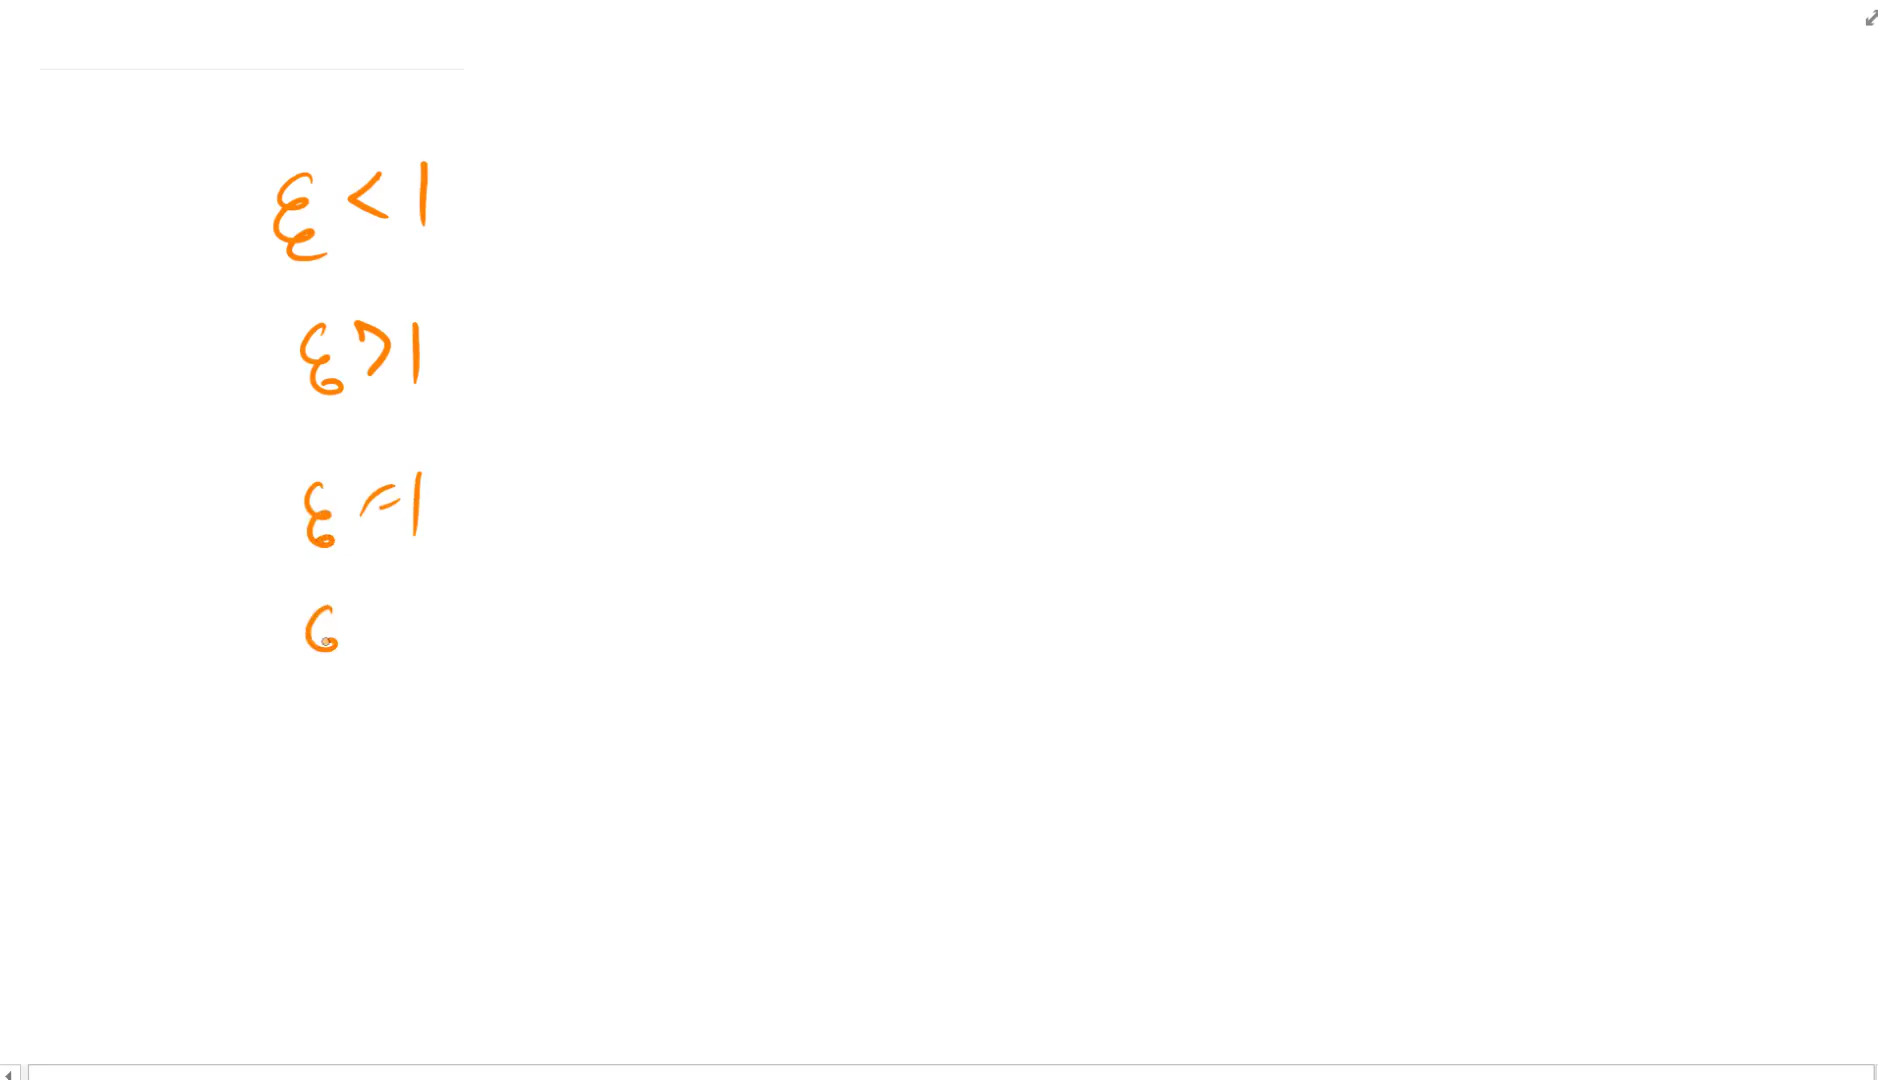 ξ < 1
ξ > 1
ξ = 1